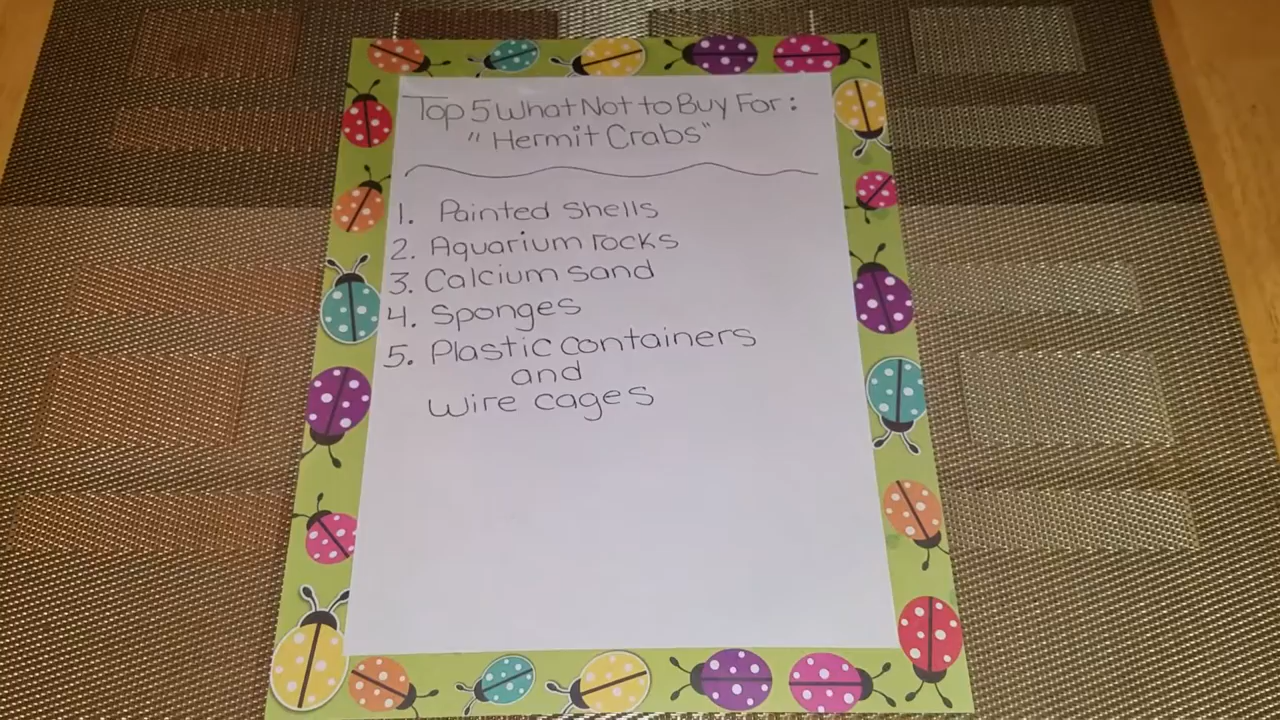 Top 5 What Not to Buy For:
"Hermit Crabs"
1. Painted Shells
2. Aquarium rocks
3. Calcium Sand
4. Sponges
5. Plastic containers
and
wire cages